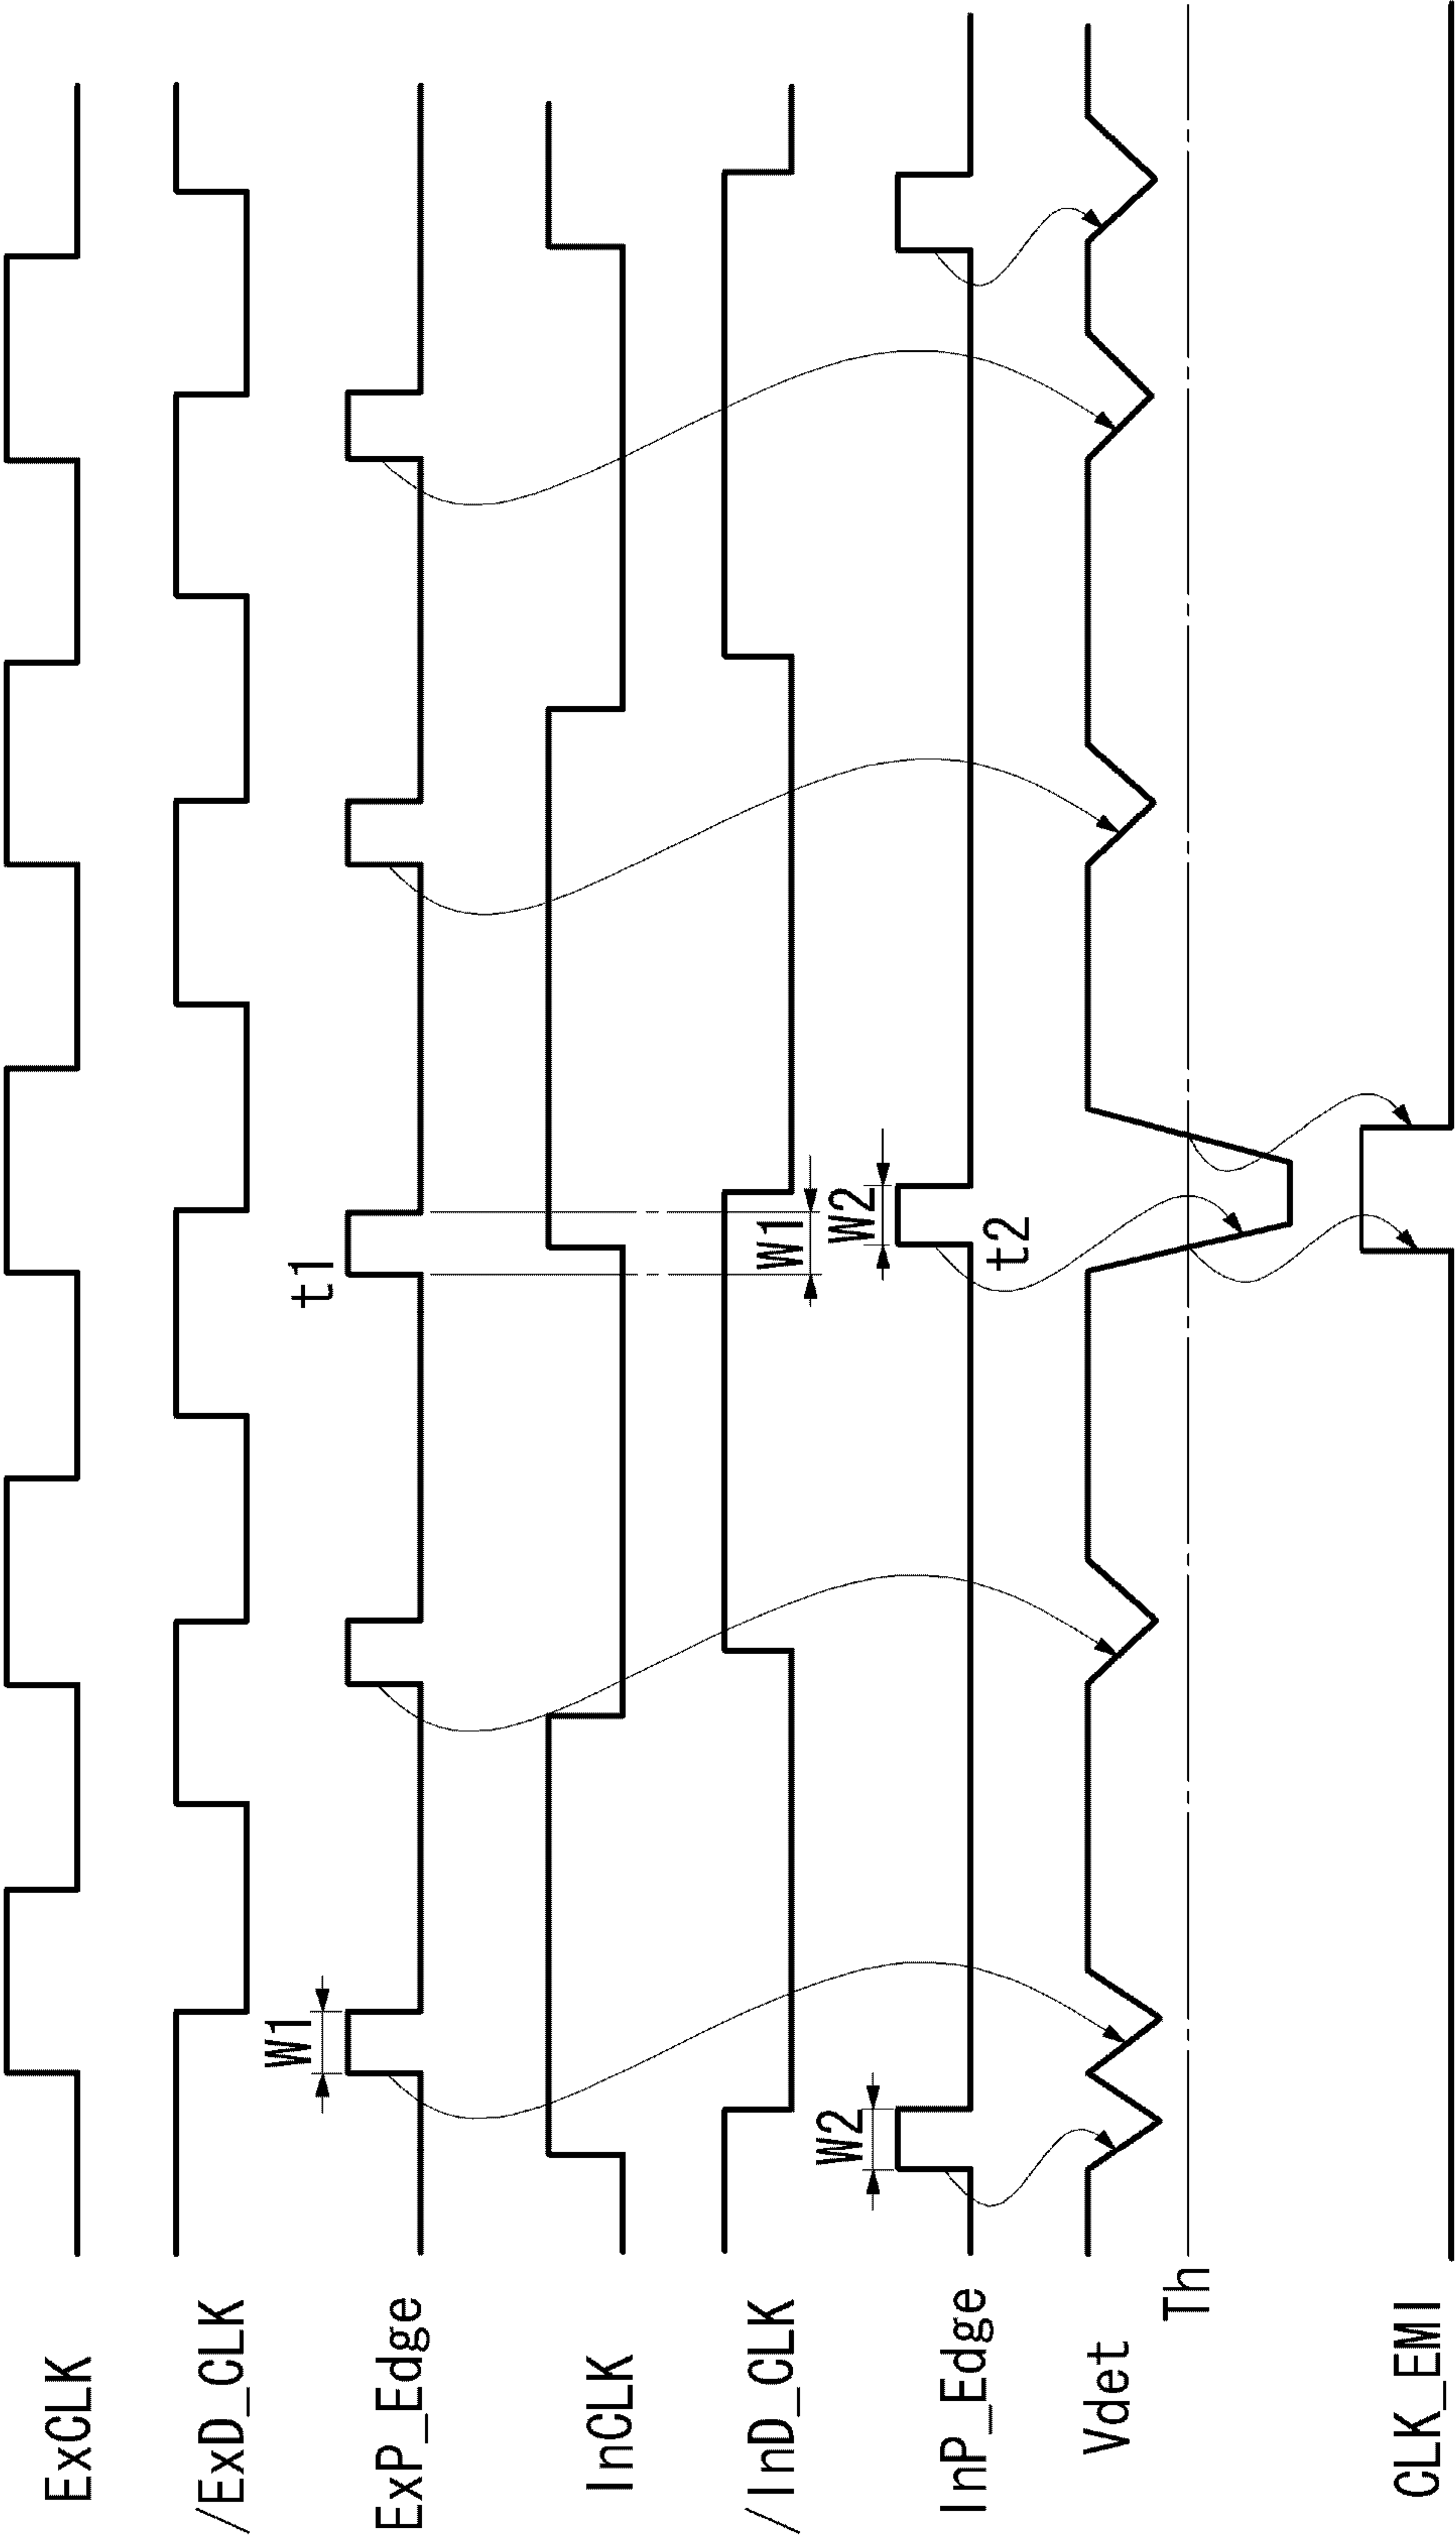 ExCLK
/ExD_CLK
W1
ExP_Edge
t1
InCLK
/InD_CLK
W1
W2
W2
InP_Edge
t2
Vdet
Th
CLK_EMI